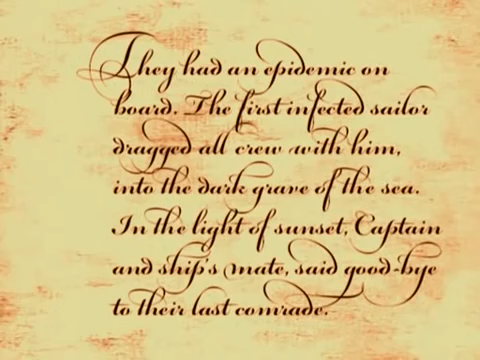 They had an epidemic on
board. The first infected sailor
dragged all crew with him,
into the dark grave of the sea.
In the light of sunset, Captain
and ship's mate, said good-bye
to their last comrade.